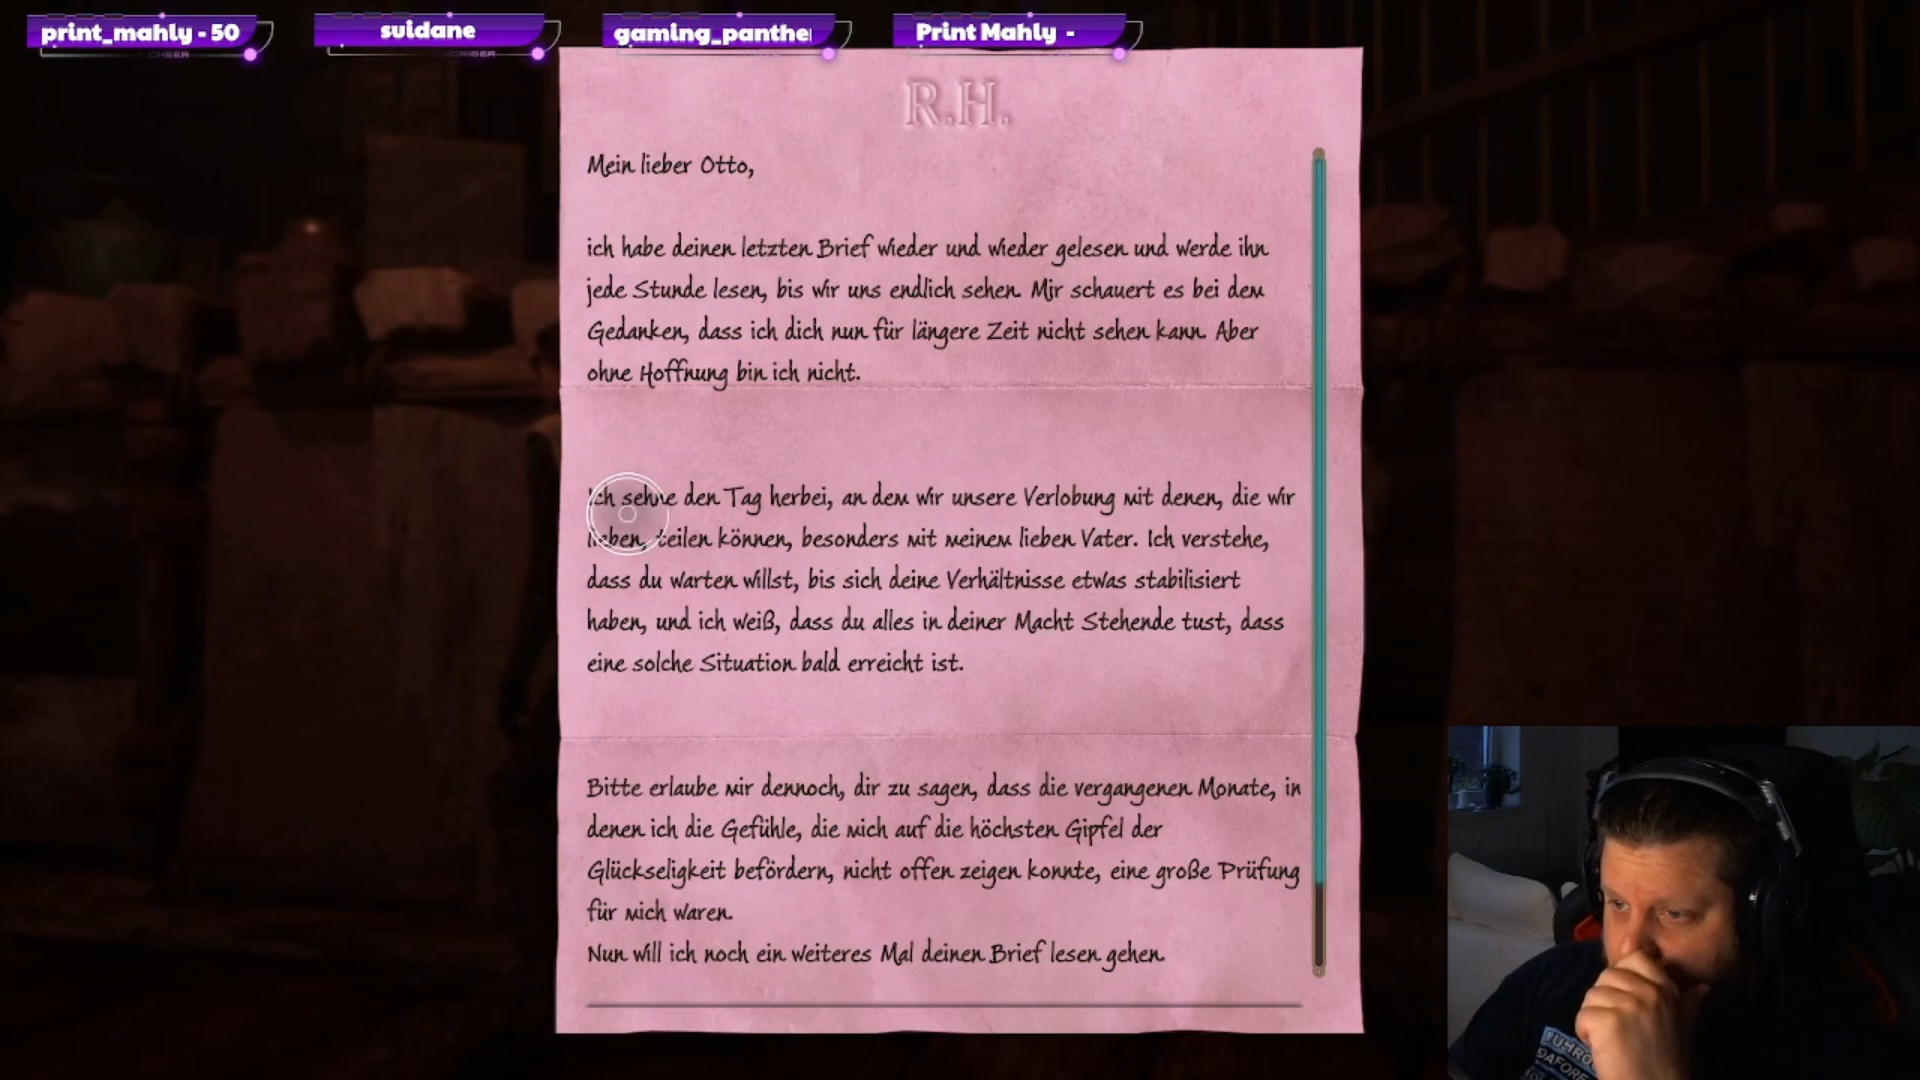 print_mahly - 50
suidane
gaming_panthe
Print Mahly -
CHEER
R.H.
Mein lieber Otto,
ich habe deinen letzten Brief wieder und wieder gelesen und werde ihn
jede Stunde lesen, bis wir uns endlich sehen. Mir schauert es bei dem
Gedanken, dass ich dich nun für längere Zeit nicht sehen kann. Aber
ohne Hoffnung bin ich nicht.
Ich sehne den Tag herbei, an dem wir unsere Verlobung mit denen, die wir
lieben, teilen können, besonders mit meinem lieben Vater. Ich verstehe,
dass du warten willst, bis sich deine Verhältnisse etwas stabilisiert
haben, und ich weiß, dass du alles in deiner Macht Stehende tust, dass
eine solche Situation bald erreicht ist.
Bitte erlaube mir dennoch, dir zu sagen, dass die vergangenen Monate, in
denen ich die Gefühle, die mich auf die höchsten Gipfel der
Glückseligkeit befördern, nicht offen zeigen konnte, eine große Prüfung
für mich waren.
Nun will ich noch ein weiteres Mal deinen Brief lesen gehen.